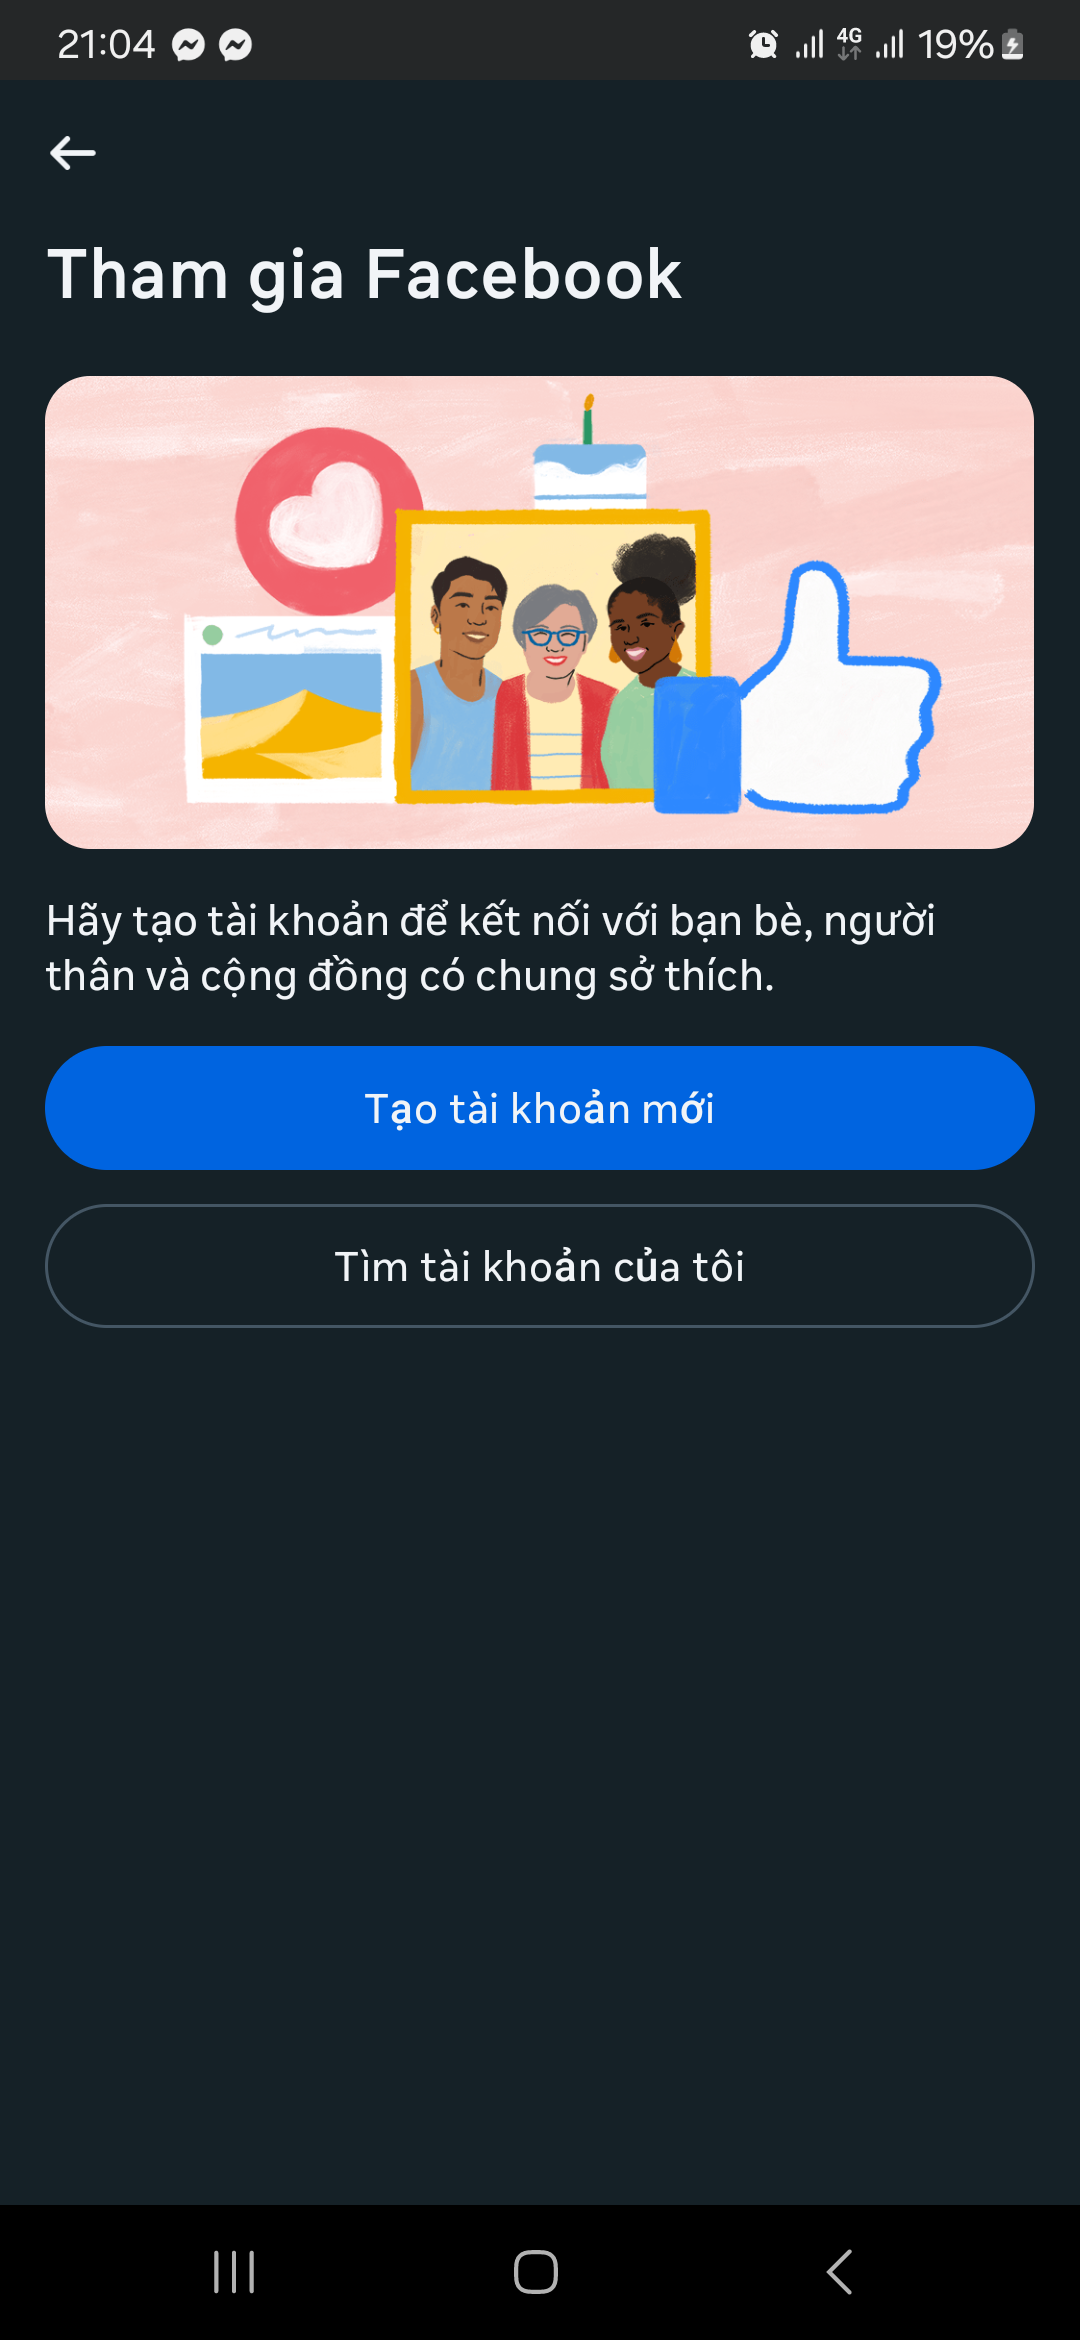 21:04 4G 19%
Tham gia Facebook
Hãy tạo tài khoản để kết nối với bạn bè, người
thân và cộng đồng có chung sở thích.
Tạo tài khoản mới
Tìm tài khoản của tôi